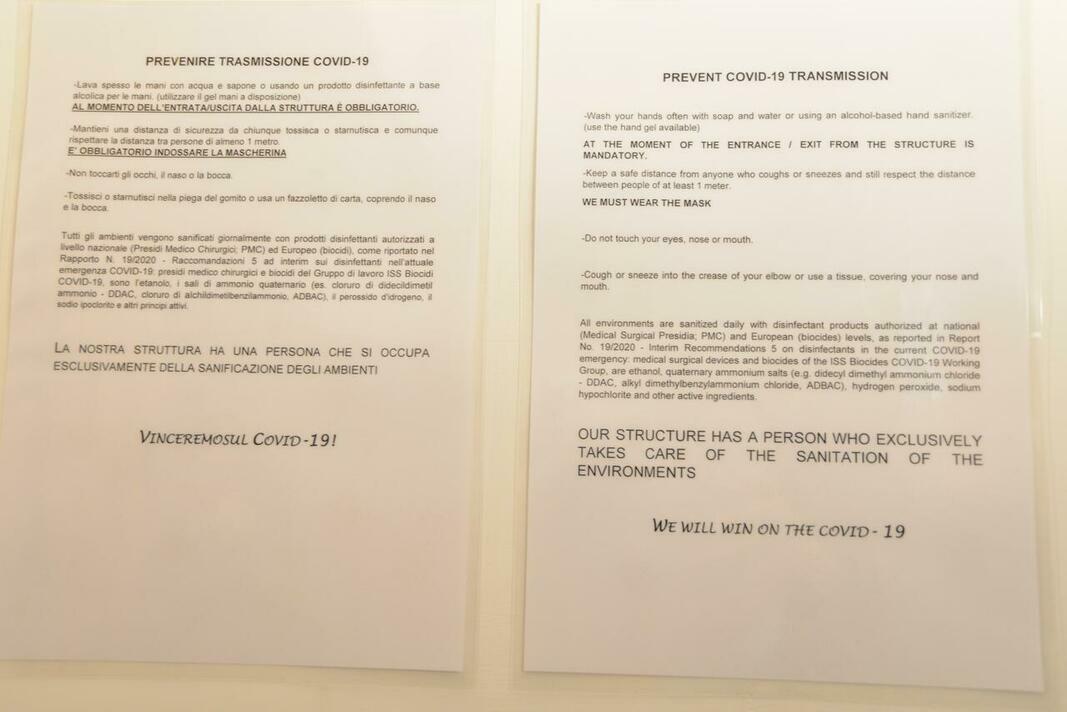 PREVENIRE TRASMISSIONE COVID-19
-Lava spesso le mani con acqua e sapone o usando un prodotto disinfettante a base
alcolica per le mani. (utilizzare il gel mani a disposizione)
AL MOMENTO DELL'ENTRATA/USCITA DALLA STRUTTURA È OBBLIGATORIO.
-Mantieni una distanza di sicurezza da chiunque tossisca o starnutisca e comunque
rispettare la distanza tra persone di almeno 1 metro.
E' OBBLIGATORIO INDOSSARE LA MASCHERINA
-Non toccarti gli occhi, il naso o la bocca.
-Tossisci o starnutisci nella piega del gomito o usa un fazzoletto di carta, coprendo il naso
e la bocca.
Tutti gli ambienti vengono sanificati giornalmente con prodotti disinfettanti autorizzati a
livello nazionale (Presidi Medico Chirurgici; PMC) ed Europeo (biocidi), come riportato nel
Rapporto N. 19/2020 - Raccomandazioni 5 ad interim sui disinfettanti nell'attuale
emergenza COVID-19: presidi medico chirurgici e biocidi del Gruppo di lavoro ISS Biocidi
COVID-19, sono l'etanolo, i sali di ammonio quaternario (es. cloruro di didecildimetil
ammonio - DDAC, cloruro di alchildimetilbenzilammonio, ADBAC), il perossido d'idrogeno, il
sodio ipoclorito e altri principi attivi.
LA NOSTRA STRUTTURA HA UNA PERSONA CHE SI OCCUPA
ESCLUSIVAMENTE DELLA SANIFICAZIONE DEGLI AMBIENTI
VINCEREMOSUL COVID-19!
PREVENT COVID-19 TRANSMISSION
-Wash your hands often with soap and water or using an alcohol-based hand sanitizer.
(use the hand gel available)
AT THE MOMENT OF THE ENTRANCE / EXIT FROM THE STRUCTURE IS
MANDATORY.
-Keep a safe distance from anyone who coughs or sneezes and still respect the distance
between people of at least 1 meter.
WE MUST WEAR THE MASK
-Do not touch your eyes, nose or mouth.
-Cough or sneeze into the crease of your elbow or use a tissue, covering your nose and
mouth.
All environments are sanitized daily with disinfectant products authorized at national
(Medical Surgical Presidia; PMC) and European (biocides) levels, as reported in Report
No. 19/2020 - Interim Recommendations 5 on disinfectants in the current COVID-19
emergency: medical surgical devices and biocides of the ISS Biocides COVID-19 Working
Group, are ethanol, quaternary ammonium salts (e.g. didecyl dimethyl ammonium chloride
- DDAC, alkyl dimethylbenzylammonium chloride, ADBAC), hydrogen peroxide, sodium
hypochlorite and other active ingredients.
OUR STRUCTURE HAS A PERSON WHO EXCLUSIVELY
TAKES CARE OF THE SANITATION OF THE
ENVIRONMENTS
WE WILL WIN ON THE COVID - 19